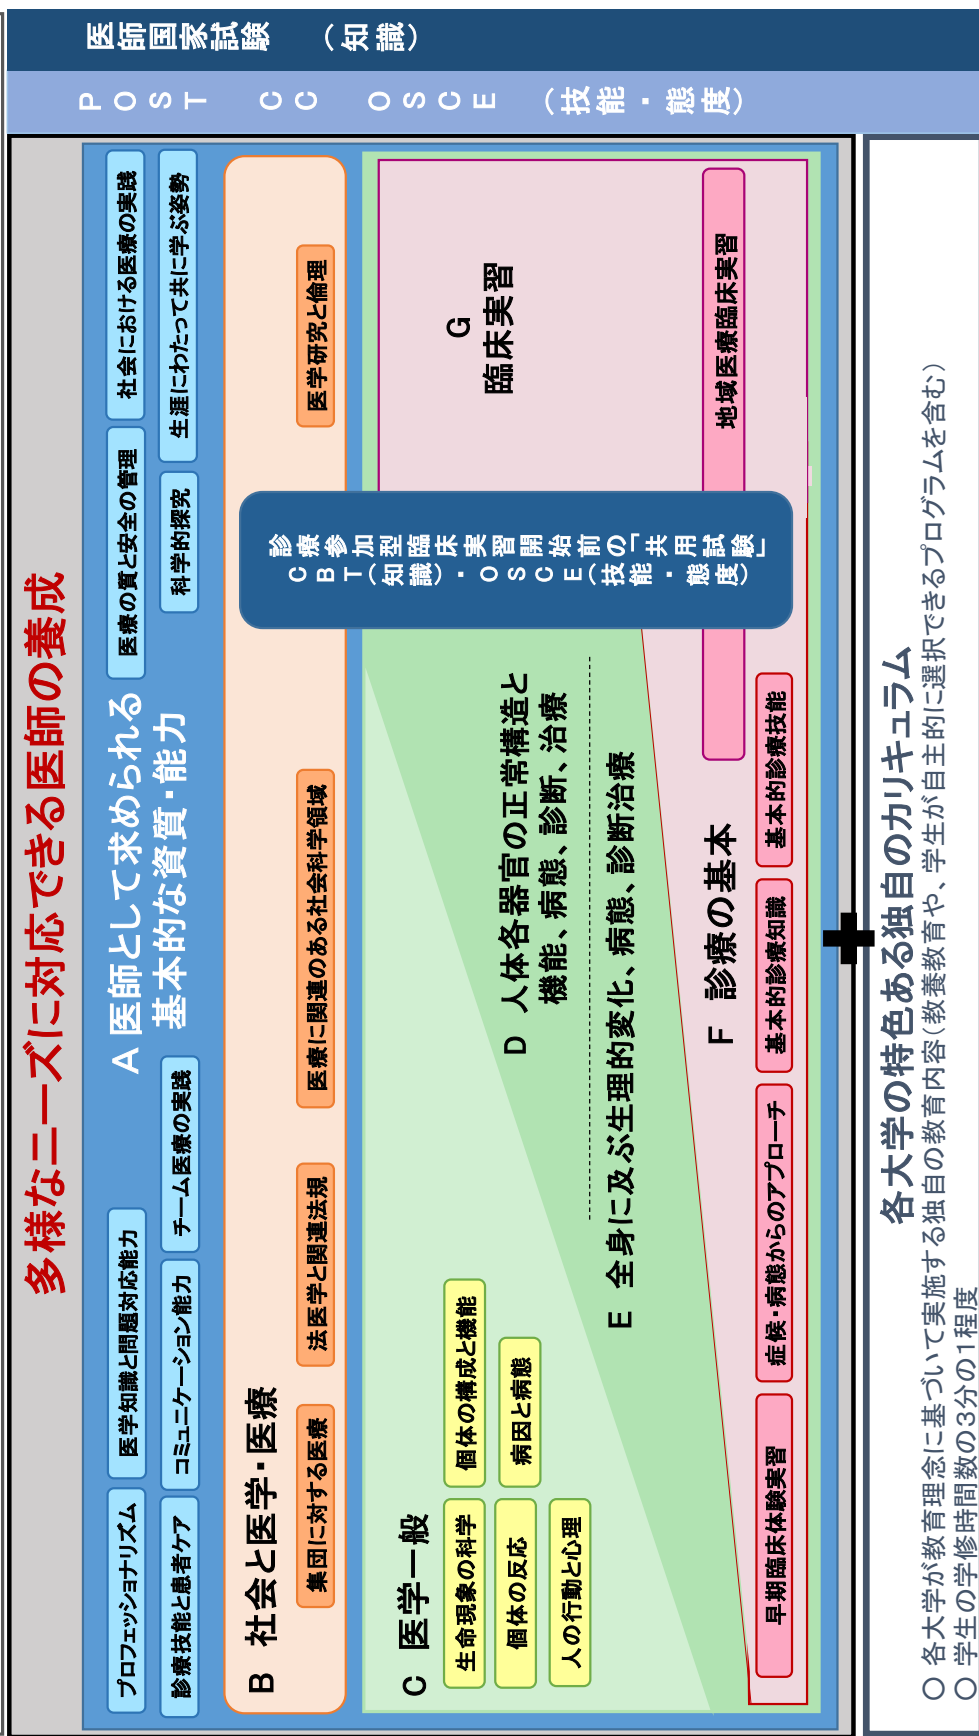 多様なニーズに対応できる医師の養成
A 医師として求められる
基本的な資質・能力
プロフェッショナリズム
医学知識と問題対応能力
医療の質と安全の管理
社会における医療の実践
診療技能と患者ケア
コミュニケーション能力
チーム医療の実践
科学的探究
生涯にわたって共に学ぶ姿勢
B 社会と医学・医療
集団に対する医療
法医学と関連法規
医療に関連のある社会科学領域
医学研究と倫理
C 医学一般
生命現象の科学
個体の構成と機能
個体の反応
病因と病態
人の行動と心理
D 人体各器官の正常構造と
機能、病態、診断、治療
E 全身に及ぶ生理的変化、病態、診断治療
F 診療の基本
早期臨床体験実習
症候・病態からのアプローチ
基本的診療知識
基本的診療技能
診療参加型臨床実習開始前の「共用試験」
CBT(知識)・OSCE(技能・態度)
G
臨床実習
地域医療臨床実習
POST CC OSCE (技能・態度)
医師国家試験 (知識)
各大学の特色ある独自のカリキュラム
○ 各大学が教育理念に基づいて実施する独自の教育内容(教養教育や、学生が自主的に選択できるプログラムを含む)
○ 学生の学修時間数の3分の1程度